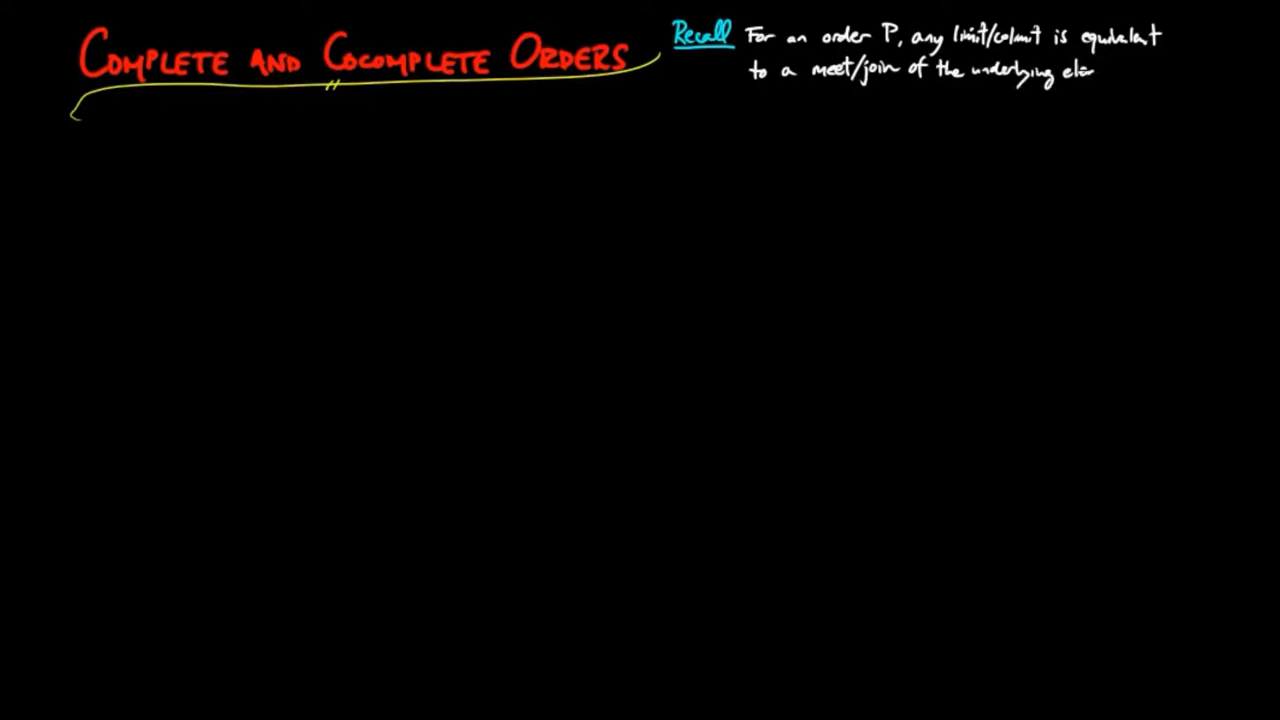 COMPLETE AND COCOMPLETE ORDERS
Recall For an order P, any limit/colimit is equivalent
to a meet/join of the underlying